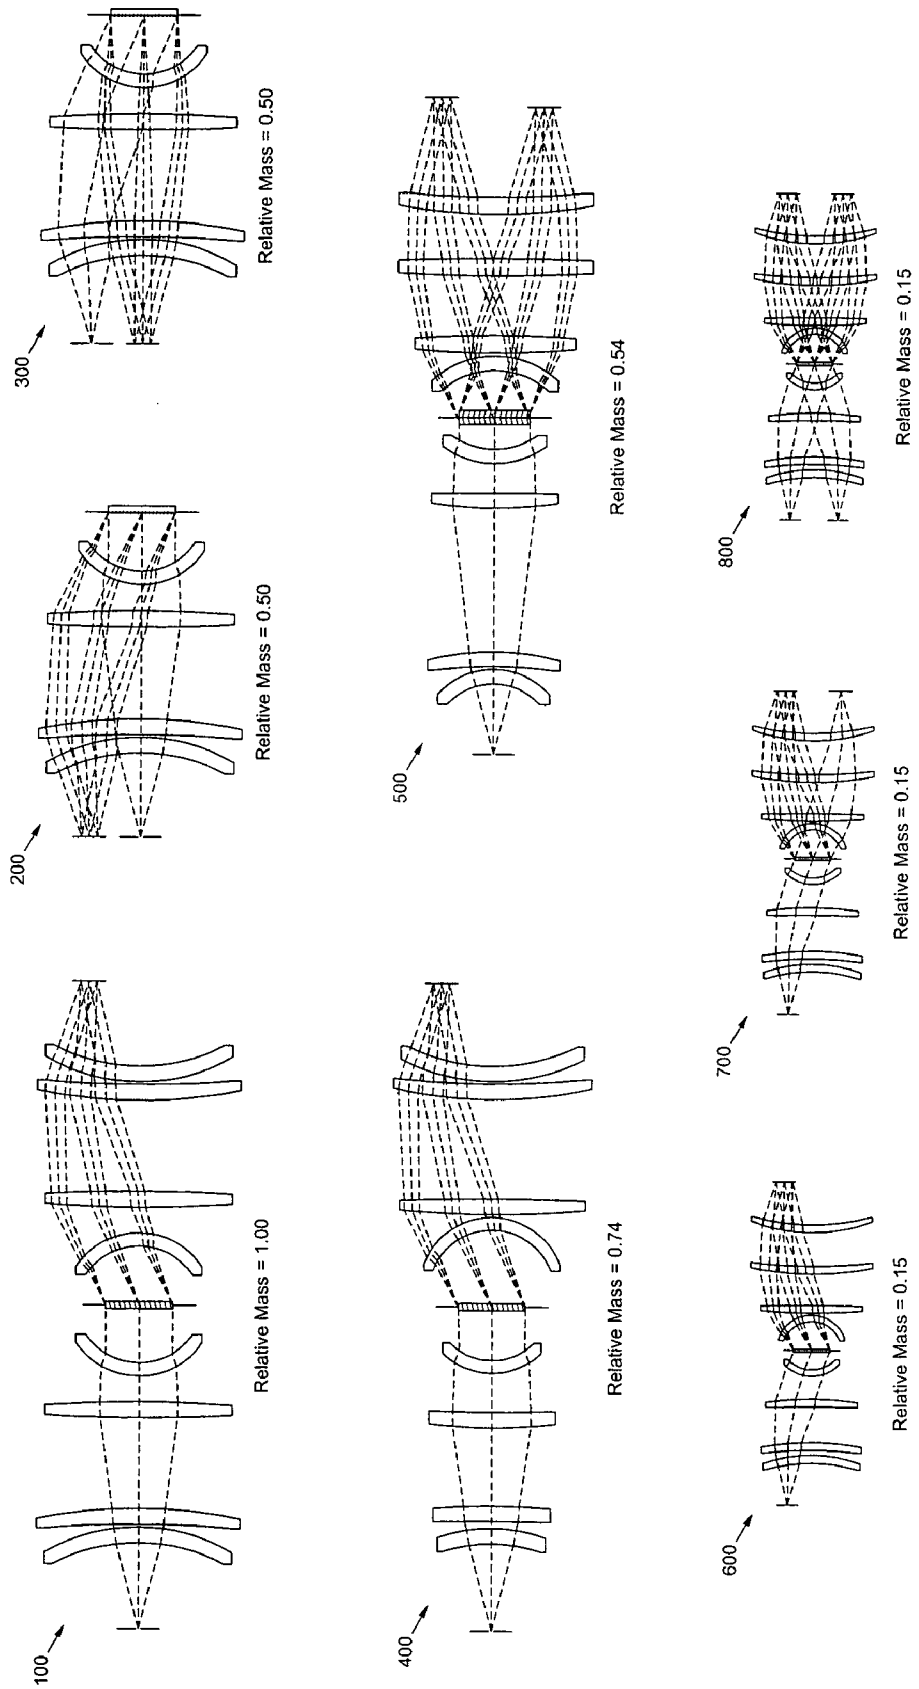 100
Relative Mass = 1.00
200
Relative Mass = 0.50
300
Relative Mass = 0.50
400
Relative Mass = 0.74
500
Relative Mass = 0.54
600
Relative Mass = 0.15
700
Relative Mass = 0.15
800
Relative Mass = 0.15